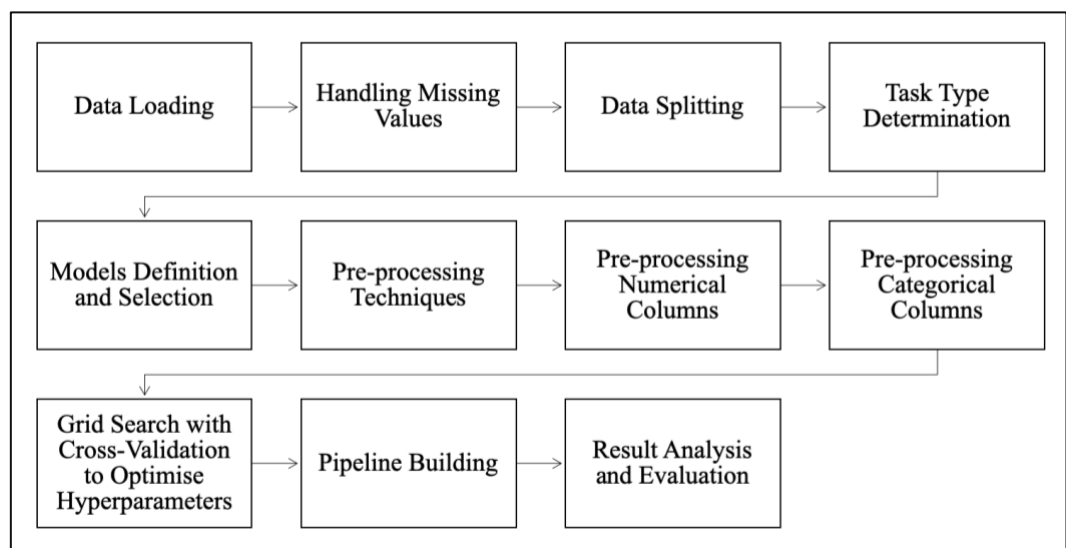 Data Loading
Handling Missing
Values
Data Splitting
Task Type
Determination
Models Definition
and Selection
Pre-processing
Techniques
Pre-processing
Numerical
Columns
Pre-processing
Categorical
Columns
Grid Search with
Cross-Validation
to Optimise
Hyperparameters
Pipeline Building
Result Analysis
and Evaluation